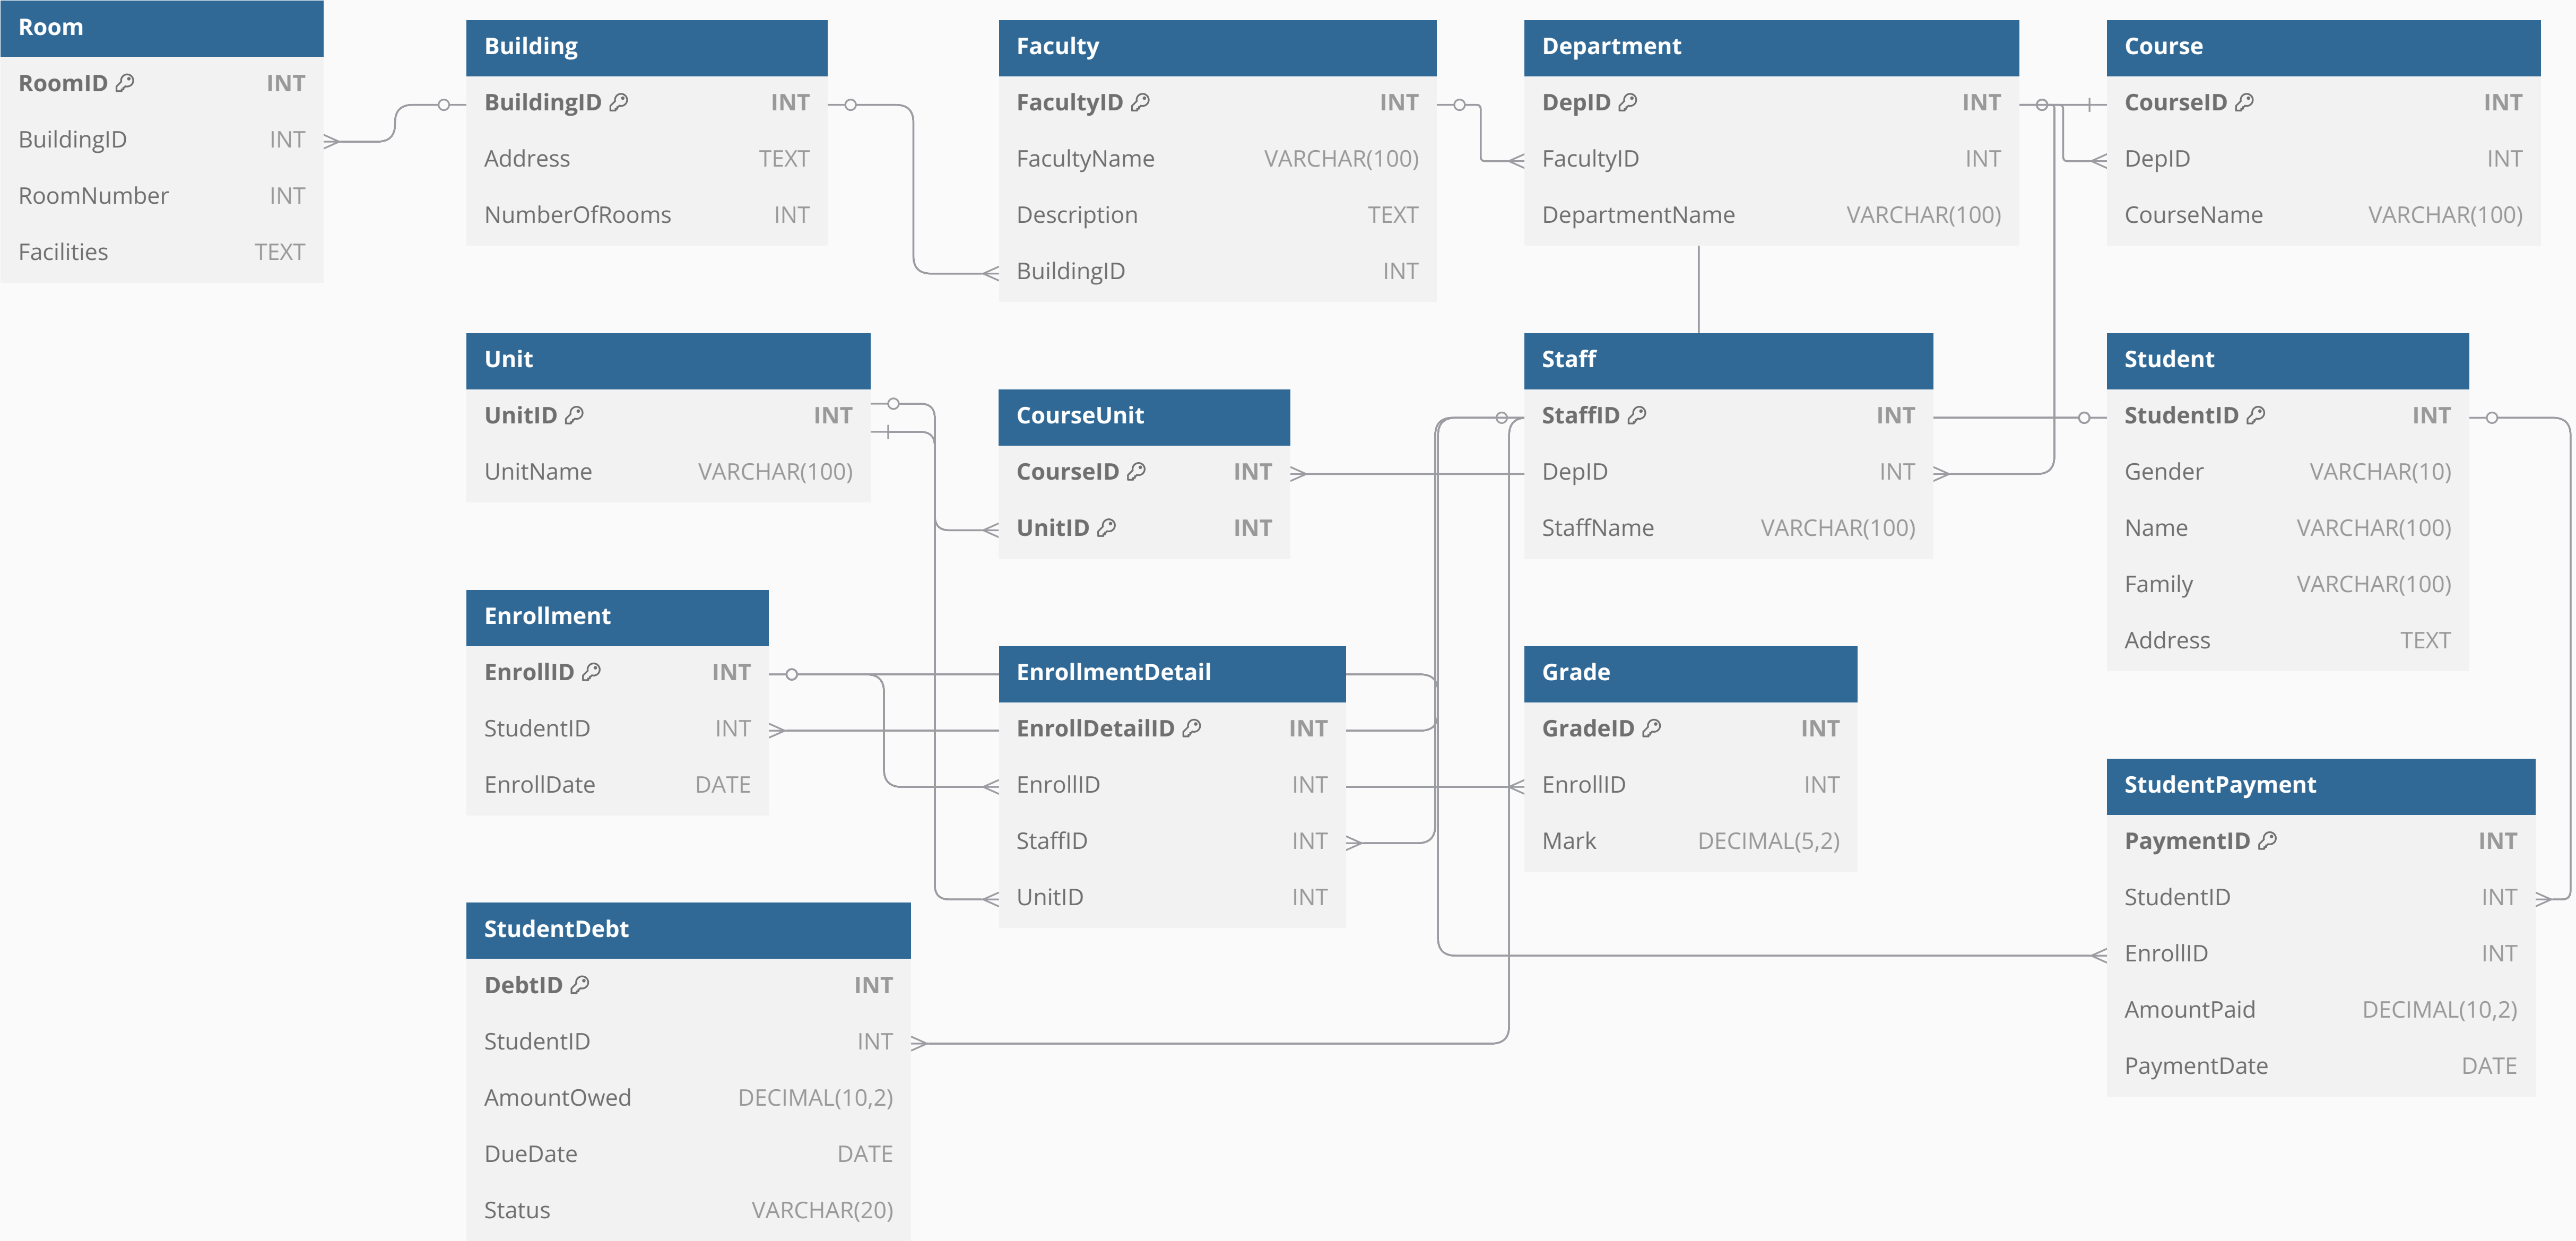 Room
RoomID INT
BuildingID INT
RoomNumber INT
Facilities TEXT
Building
BuildingID INT
Address TEXT
NumberOfRooms INT
Faculty
FacultyID INT
FacultyName VARCHAR(100)
Description TEXT
BuildingID INT
Department
DepID INT
FacultyID INT
DepartmentName VARCHAR(100)
Course
CourseID INT
DepID INT
CourseName VARCHAR(100)
Unit
UnitID INT
UnitName VARCHAR(100)
CourseUnit
CourseID INT
UnitID INT
Staff
StaffID INT
DepID INT
StaffName VARCHAR(100)
Student
StudentID INT
Gender VARCHAR(10)
Name VARCHAR(100)
Family VARCHAR(100)
Address TEXT
Enrollment
EnrollID INT
StudentID INT
EnrollDate DATE
EnrollmentDetail
EnrollDetailID INT
EnrollID INT
StaffID INT
UnitID INT
Grade
GradeID INT
EnrollID INT
Mark DECIMAL(5,2)
StudentPayment
PaymentID INT
StudentID INT
EnrollID INT
AmountPaid DECIMAL(10,2)
PaymentDate DATE
StudentDebt
DebtID INT
StudentID INT
AmountOwed DECIMAL(10,2)
DueDate DATE
Status VARCHAR(20)